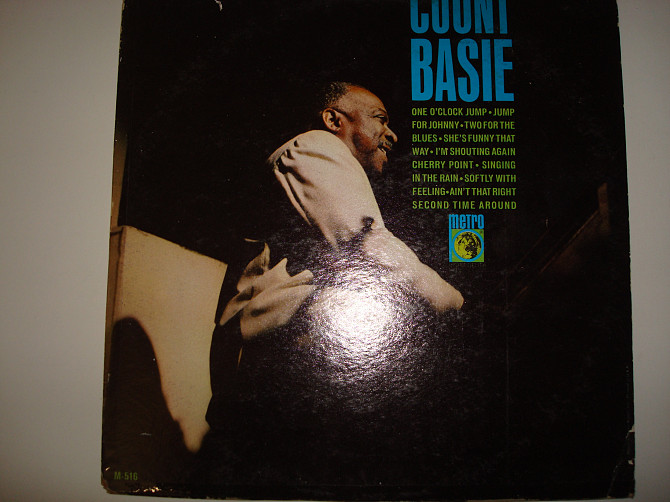 COUNT
BASIE
ONE O'CLOCK JUMP • JUMP
FOR JOHNNY • TWO FOR THE
BLUES • SHE'S FUNNY THAT
WAY • I'M SHOUTING AGAIN
CHERRY POINT • SINGING
IN THE RAIN • SOFTLY WITH
FEELING • AIN'T THAT RIGHT
SECOND TIME AROUND
metro
M-516